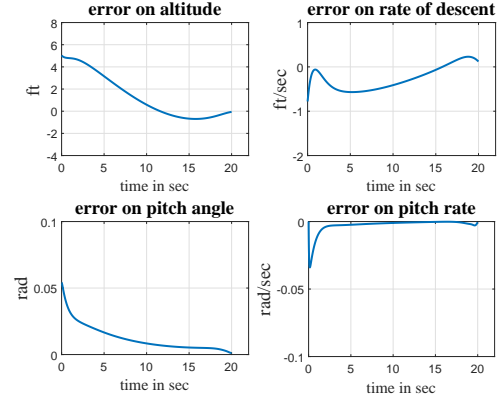 error on altitude
8
6
4
2
0
-2
-4
ft
0 5 10 15 20
time in sec
error on rate of descent
1
0
-1
-2
ft/sec
0 5 10 15 20
time in sec
error on pitch angle
0.1
0.05
0
rad
0 5 10 15 20
time in sec
error on pitch rate
0
-0.05
-0.1
rad/sec
0 5 10 15 20
time in sec